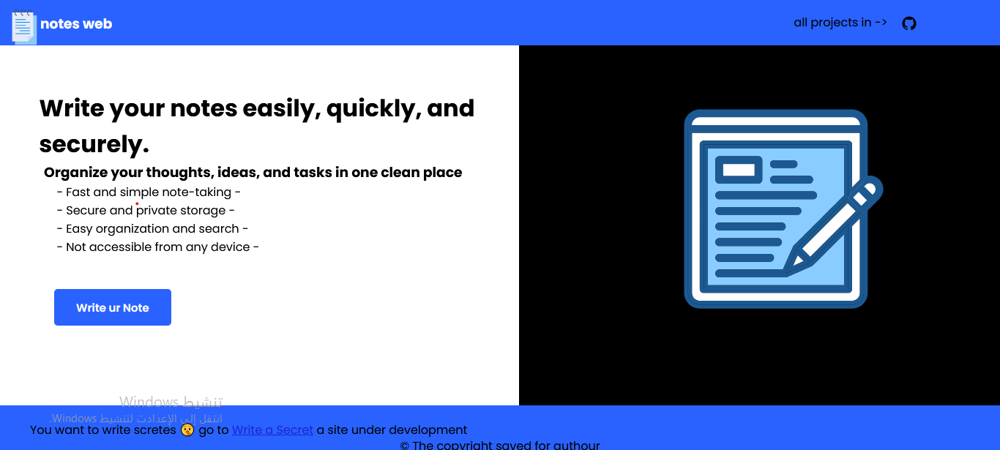 notes web
all projects in ->
Write your notes easily, quickly, and
securely.
Organize your thoughts, ideas, and tasks in one clean place
- Fast and simple note-taking -
- Secure and private storage -
- Easy organization and search -
- Not accessible from any device -
Write ur Note
تنشيط Windows
انتقل إلى الإعدادت لتنشيط Windows.
You want to write scretes 🤫 go to Write a Secret a site under development
© The copyright saved for authour